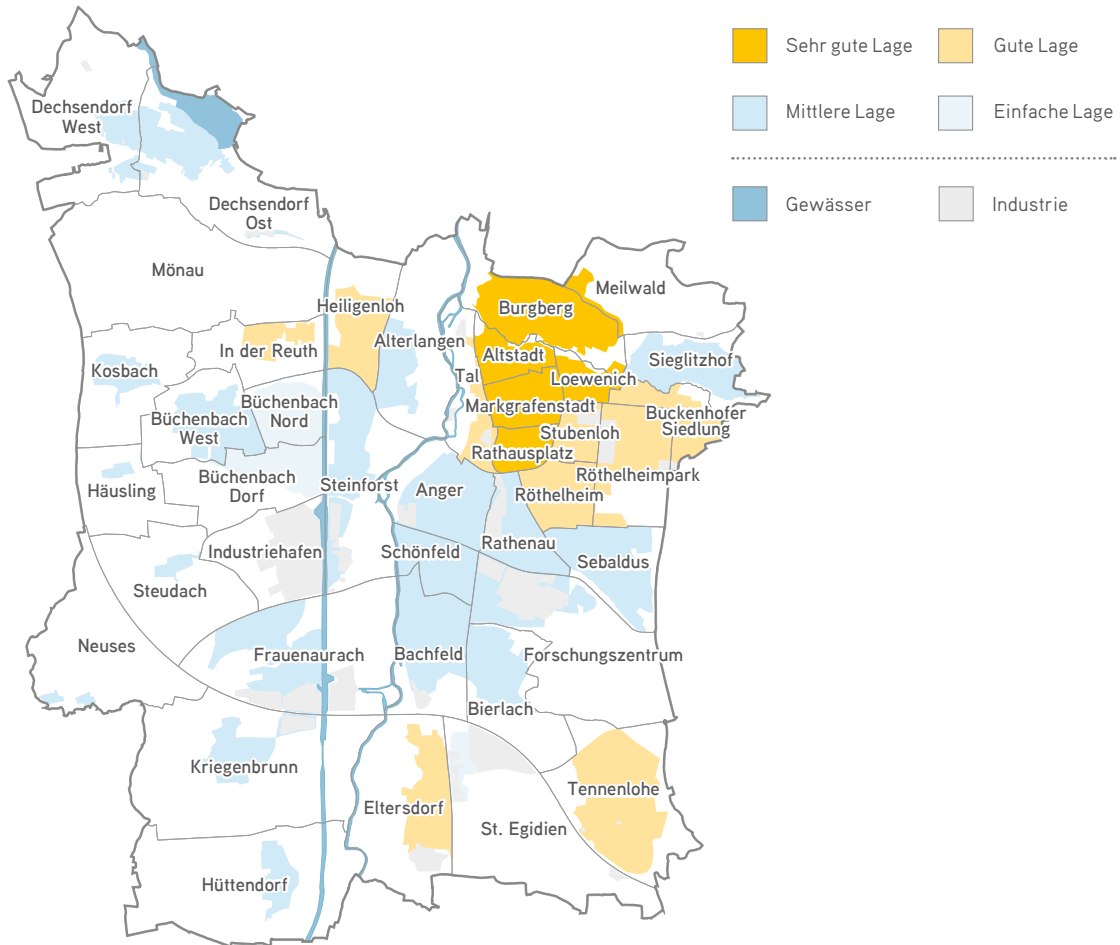 Sehr gute Lage
Gute Lage
Mittlere Lage
Einfache Lage
Gewässer
Industrie
Dechsendorf
West
Dechsendorf
Ost
Mönau
Meilwald
Heiligenloh
Burgberg
In der Reuth
Alterlangen
Altstadt
Sieglitzhof
Kosbach
Tal
Loewenich
Büchenbach
Nord
Markgrafenstadt
Büchenbach
West
Buckenhofer
Siedlung
Stubenloh
Rathausplatz
Büchenbach
Dorf
Röthelheimpark
Häusling
Steinforst
Anger
Röthelheim
Industriehafen
Schönfeld
Rathenau
Sebaldus
Steudach
Neuses
Frauenaurach
Bachfeld
Forschungszentrum
Bierlach
Kriegenbrunn
Eltersdorf
Tennenlohe
St. Egidien
Hüttendorf